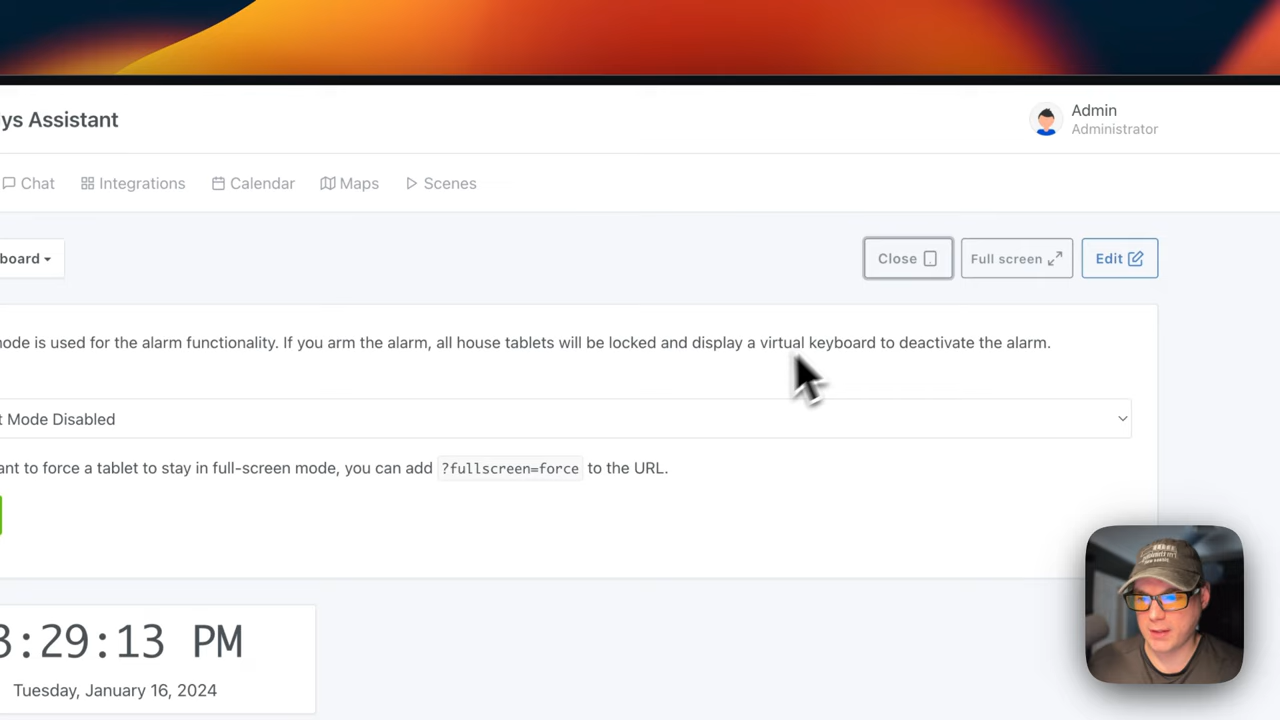 ys Assistant
Admin
Administrator
Chat
Integrations
Calendar
Maps
Scenes
board
Close
Full screen
Edit
mode is used for the alarm functionality. If you arm the alarm, all house tablets will be locked and display a virtual keyboard to deactivate the alarm.
t Mode Disabled
ant to force a tablet to stay in full-screen mode, you can add ?fullscreen=force to the URL.
3:29:13 PM
Tuesday, January 16, 2024